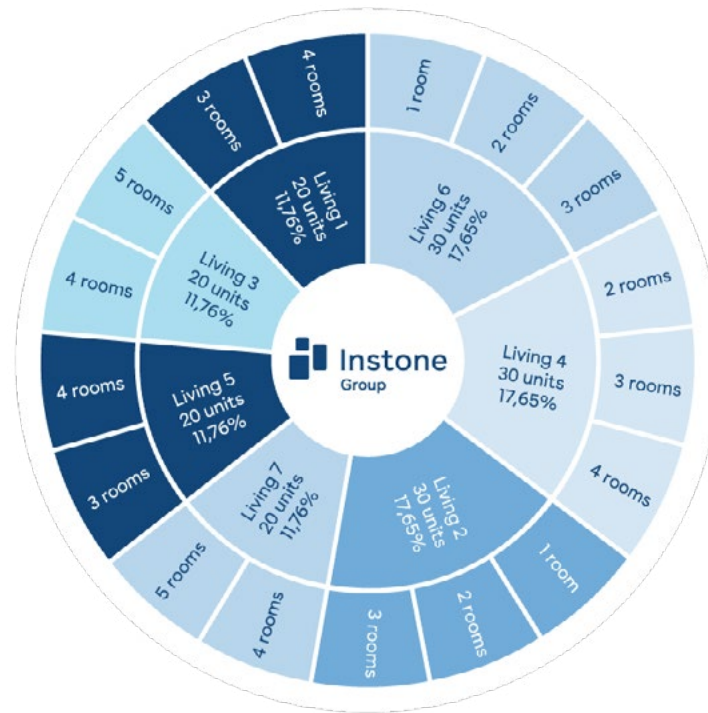 1 room
2 rooms
3 rooms
Living 6
30 units
17,65%
2 rooms
3 rooms
4 rooms
Living 4
30 units
17,65%
1 room
2 rooms
3 rooms
Living 2
30 units
17,65%
4 rooms
5 rooms
Living 7
20 units
11,76%
3 rooms
4 rooms
Living 5
20 units
11,76%
4 rooms
5 rooms
Living 3
20 units
11,76%
3 rooms
4 rooms
Living 1
20 units
11,76%
Instone
Group